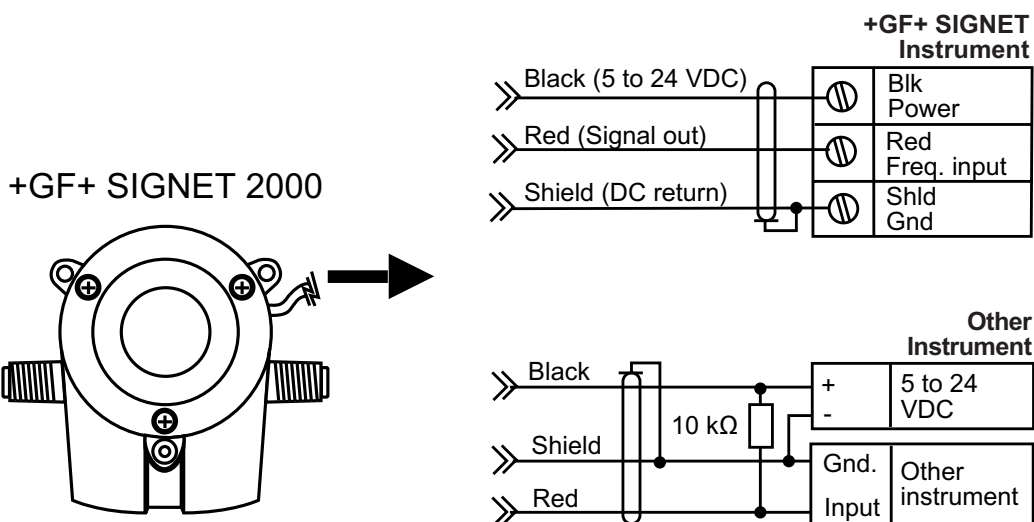 +GF+ SIGNET
Instrument
Black (5 to 24 VDC)
Blk
Power
Red (Signal out)
Red
Freq. input
Shield (DC return)
Shld
Gnd
+GF+ SIGNET 2000
Other
Instrument
Black
+
5 to 24
VDC
-
10 kΩ
Shield
Gnd.
Other
instrument
Red
Input